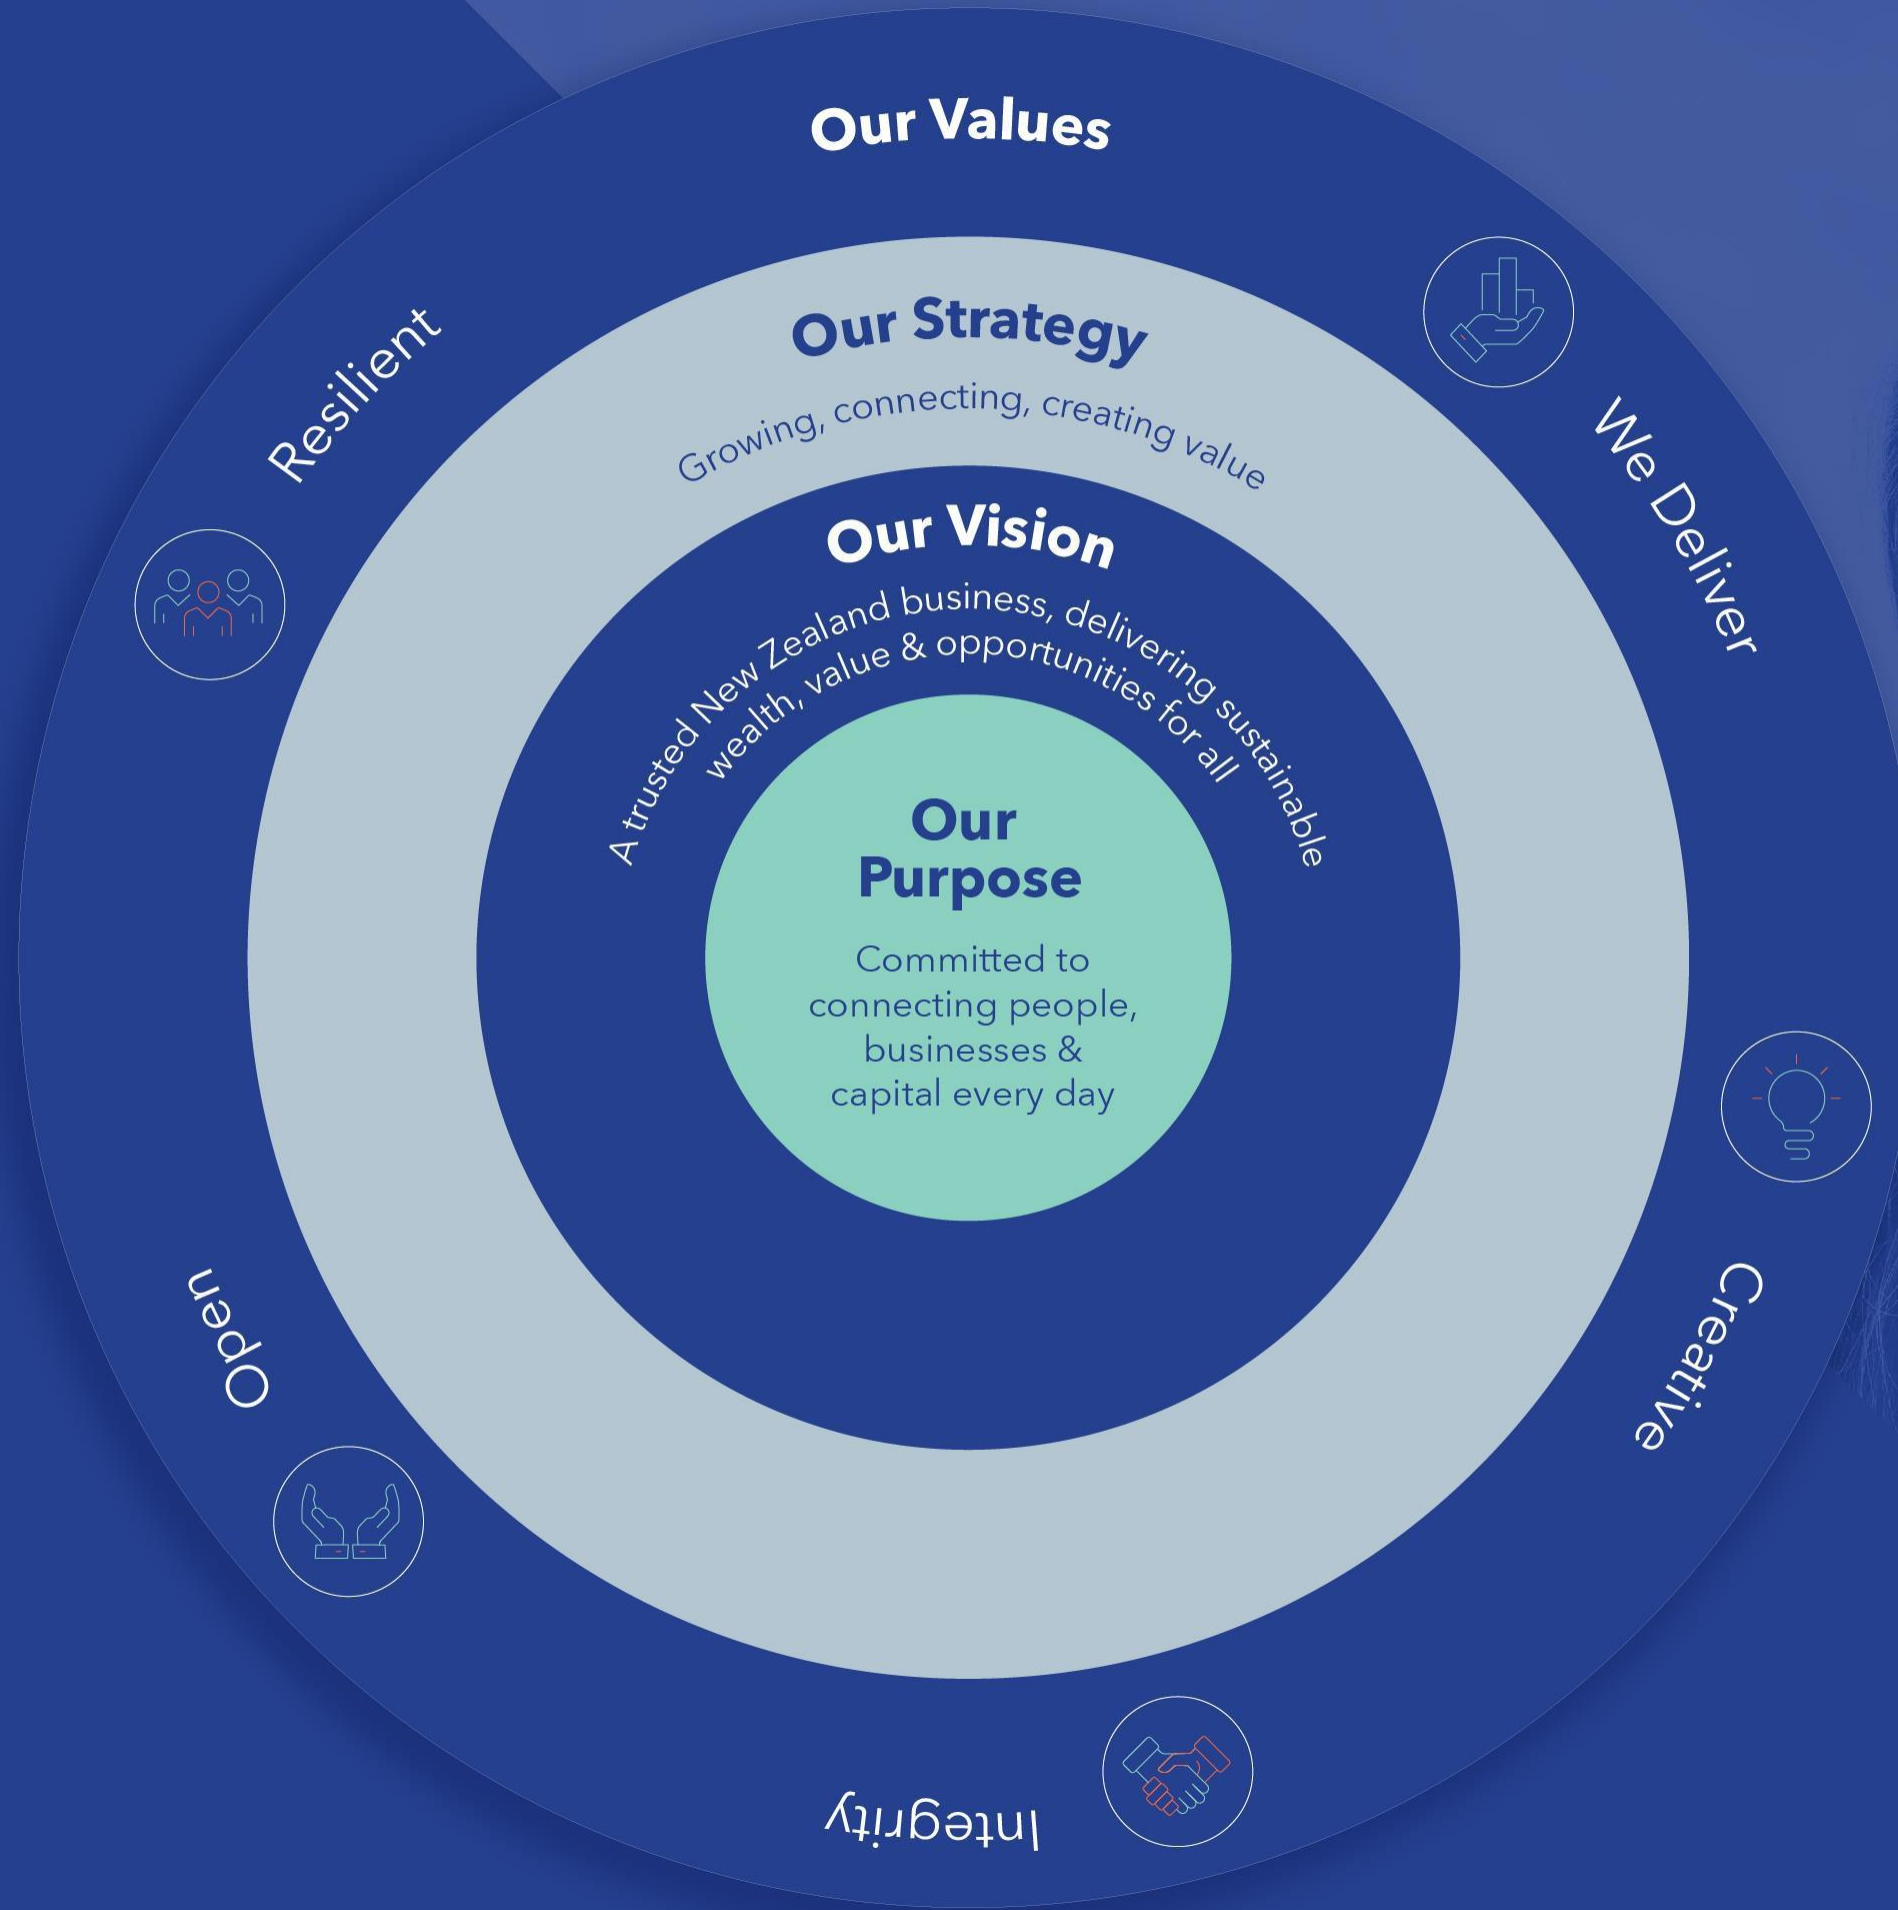 Our Values
We Deliver
Creative
Integrity
Open
Resilient
Our Strategy
Growing, connecting, creating value
Our Vision
A trusted New Zealand business, delivering sustainable
wealth, value & opportunities for all
Our
Purpose
Committed to
connecting people,
businesses &
capital every day